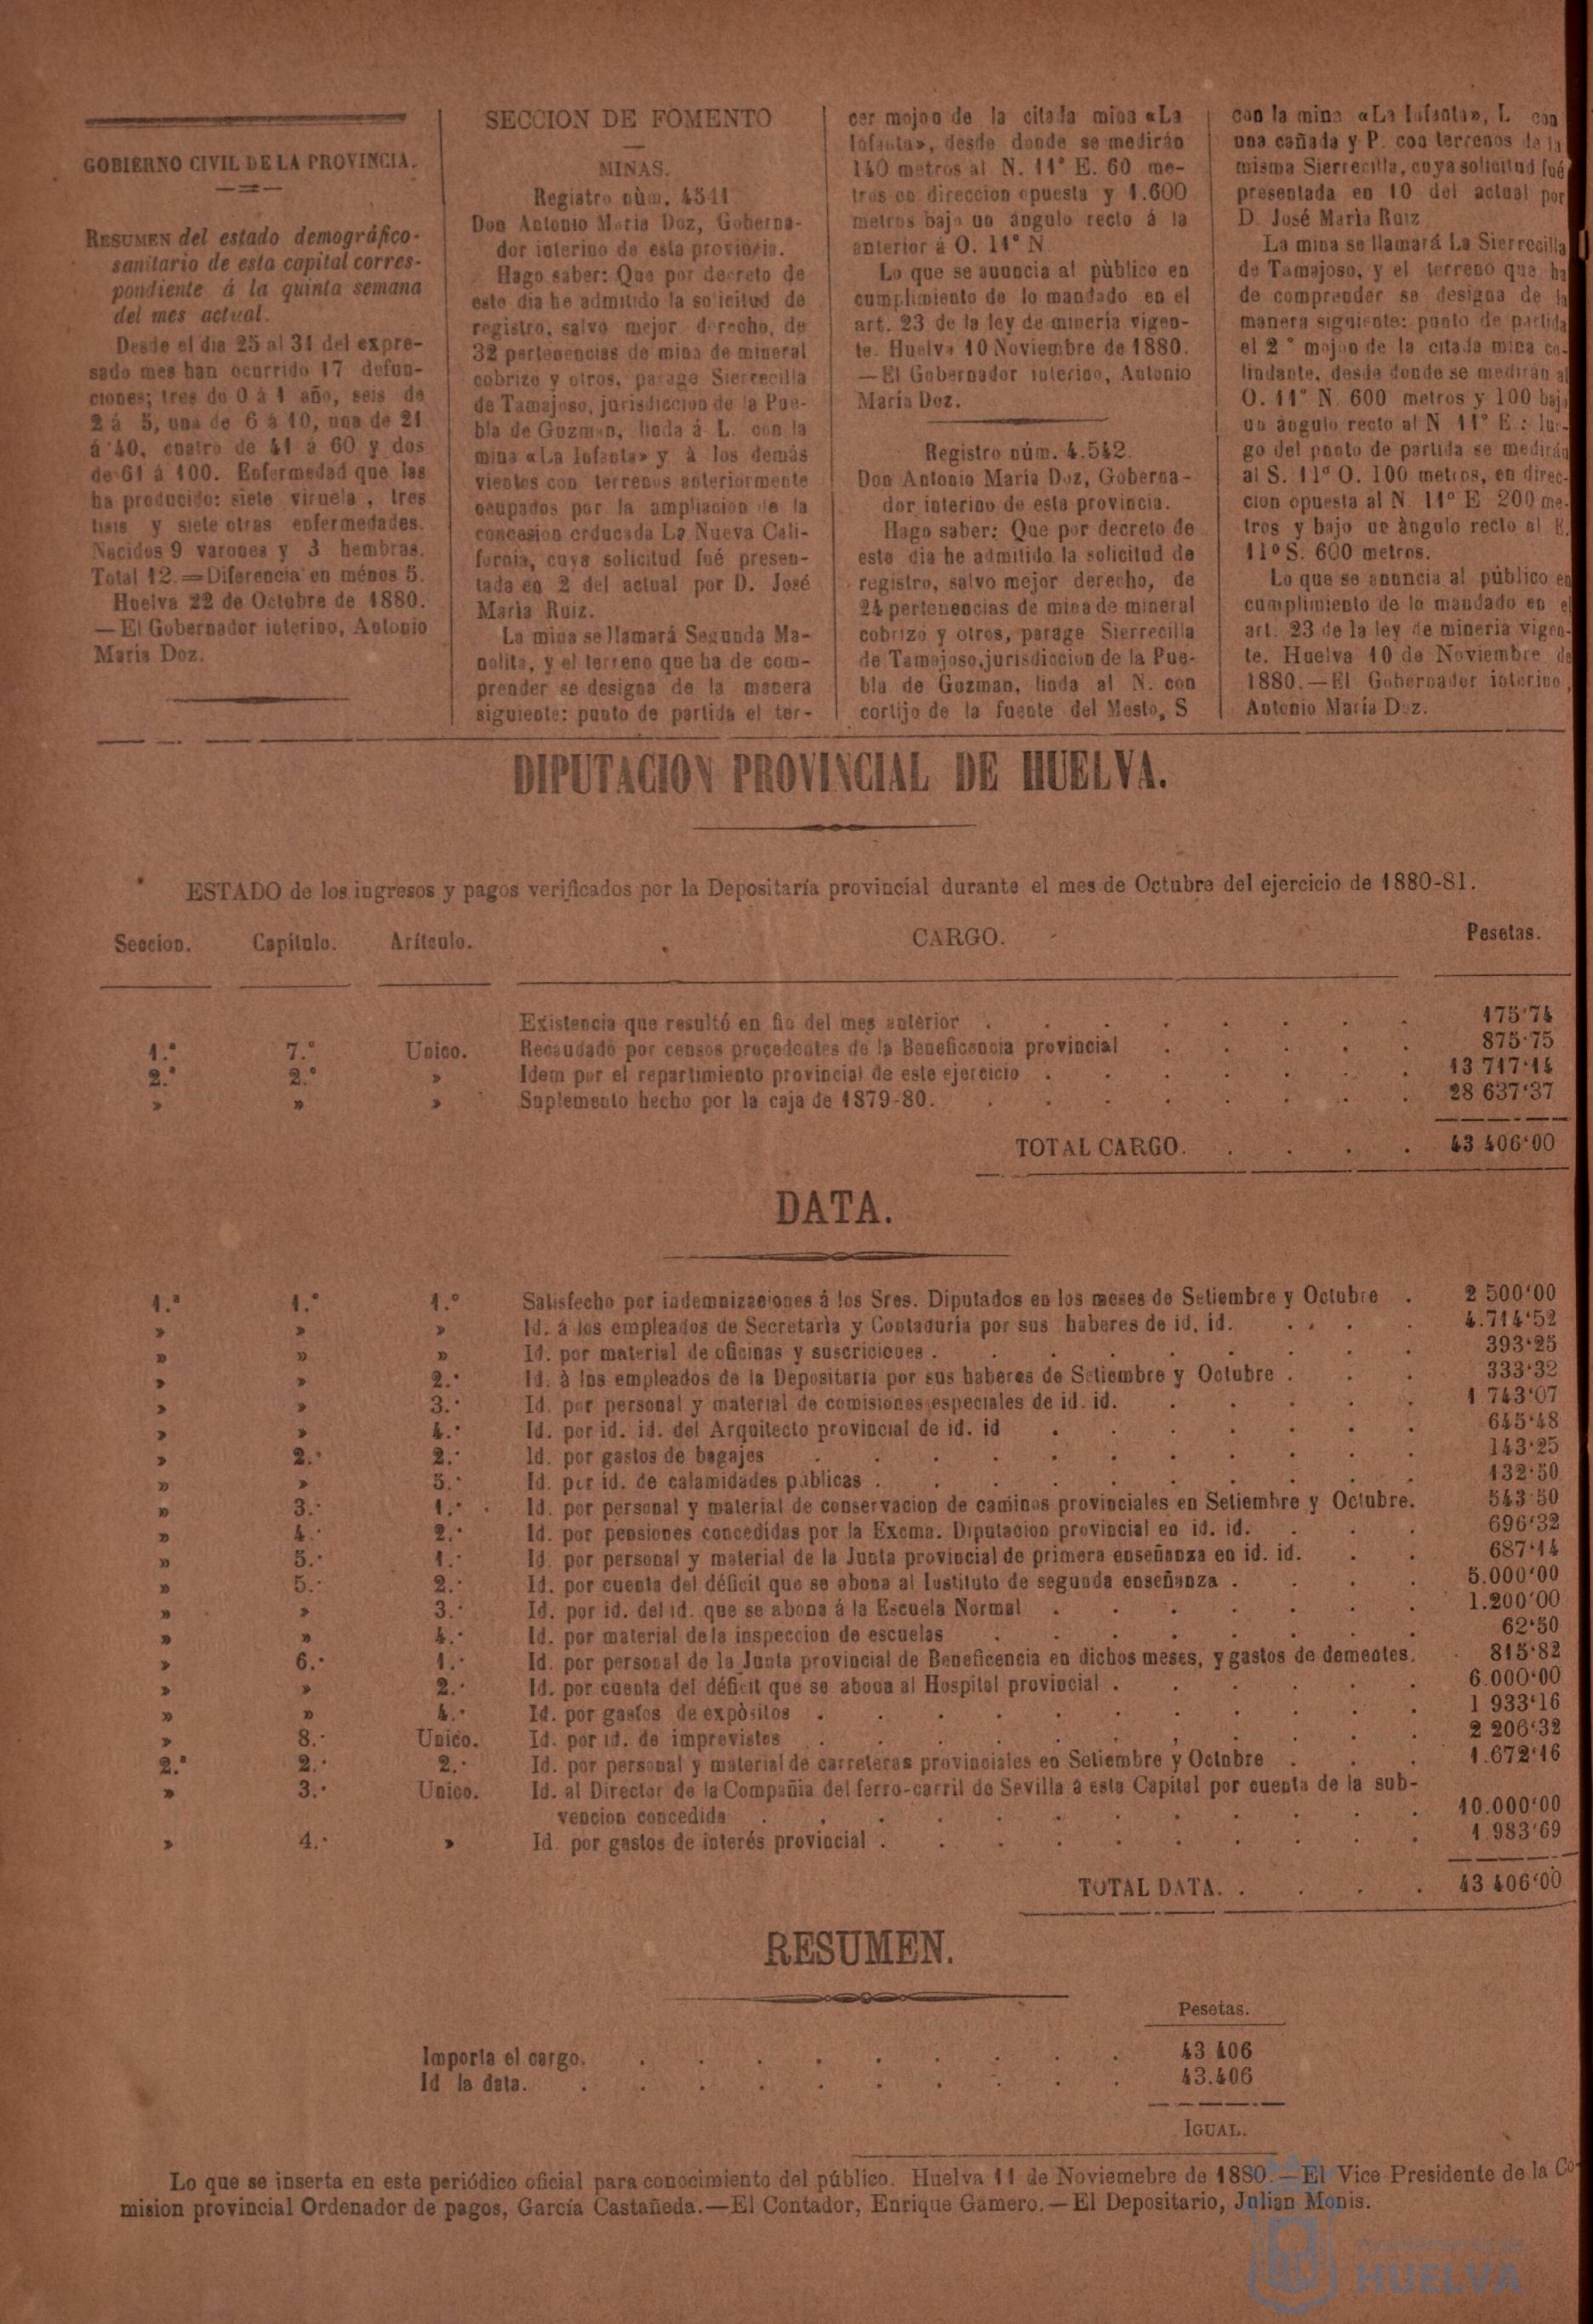 GOBIERNO CIVIL DE LA PROVINCIA.
RESUMEN del estado demográfico-
sanitario de esta capital corres-
pondiente á la quinta semana
del mes actual.
Desde el dia 25 al 31 del expre-
sado mes han ocurrido 17 defun-
ciones; tres de 0 á 1 año, seis de
2 á 5, una de 6 á 10, una de 21
á 40, cuatro de 41 á 60 y dos
de 61 á 100. Enfermedad que las
ha producido: siete viruela, tres
tisis y siete otras enfermedades.
Nacidos 9 varones y 3 hembras.
Total 12.=Diferencia en ménos 5.
Huelva 22 de Octubre de 1880.
—El Gobernador interino, Antonio
Maria Doz.
SECCION DE FOMENTO
MINAS.
Registro núm. 4541
Don Antonio Maria Doz, Goberna-
dor interino de esta provincia.
Hago saber: Que por decreto de
este dia he admitido la solicitud de
registro, salvo mejor derecho, de
32 pertenencias de mina de mineral
cobrizo y otros, parage Sierrecilla
de Tamajoso, jurisdiccion de la Pue-
bla de Guzman, linda á L. con la
mina «La Infanta» y á los demás
vientos con terrenos anteriormente
ocupados por la ampliacion de la
concesion caducada La Nueva Cali-
fornia, cuya solicitud fué presen-
tada en 2 del actual por D. José
Maria Ruiz.
La mina se llamará Segunda Ma-
nolita, y el terreno que ha de com-
prender se designa de la manera
siguiente: punto de partida el ter-
cer mojon de la citada mina «La
Infanta», desde donde se medirán
140 metros al N. 11° E. 60 me-
tros en direccion opuesta y 1.600
metros bajo un ángulo recto á la
anterior á O. 11° N.
Lo que se anuncia al público en
cumplimiento de lo mandado en el
art. 23 de la ley de minería vigen-
te. Huelva 10 Noviembre de 1880.
—El Gobernador interino, Antonio
María Doz.
Registro núm. 4.542.
Don Antonio María Doz, Goberna-
dor interino de esta provincia.
Hago saber: Que por decreto de
este dia he admitido la solicitud de
registro, salvo mejor derecho, de
24 pertenencias de mina de mineral
cobrizo y otros, parage Sierrecilla
de Tamajoso, jurisdiccion de la Pue-
bla de Guzman, linda al N. con
cortijo de la fuente del Mesto, S
con la mina «La Infanta», L con
una cañada y P. con terrenos de la
misma Sierrecilla, cuya solicitud fué
presentada en 10 del actual por
D. José María Ruiz
La mina se llamará La Sierrecilla
de Tamajoso, y el terreno que ha
de comprender se designa de la
manera siguiente: punto de partida
el 2° mojon de la citada mina co-
lindante, desde donde se medirán al
O. 11° N. 600 metros y 100 bajo
un ángulo recto al N 11° E.: lue-
go del punto de partida se medirán
al S. 11° O. 100 metros, en direc-
cion opuesta al N 11° E 200 me-
tros y bajo un ángulo recto al E.
11° S. 600 metros.
Lo que se anuncia al público en
cumplimiento de lo mandado en el
art. 23 de la ley de mineria vigen-
te. Huelva 10 de Noviembre de
1880.—El Gobernador interino,
Antonio María Doz.
DIPUTACION PROVINCIAL DE HUELVA.
ESTADO de los ingresos y pagos verificados por la Depositaría provincial durante el mes de Octubre del ejercicio de 1880-81.
Seccion. Capítulo. Artículo. CARGO. Pesetas.
Existencia que resultó en fin del mes anterior . . . . . 175‘74
1.ª 7.º Unico. Recaudado por censos procedentes de la Beneficencia provincial . . . . . 875‘75
2.ª 2.º » Idem por el repartimiento provincial de este ejercicio . . . . . 13 717‘14
» » » Suplemento hecho por la caja de 1879-80. . . . . . 28 637‘37
TOTAL CARGO. . . . . 43 406‘00
DATA.
1.ª 1.º 1.º Satisfecho por indemnizaciones á los Sres. Diputados en los meses de Setiembre y Octubre . 2 500‘00
» » » Id. á los empleados de Secretaría y Contaduría por sus haberes de id. id. . . . . 4.714‘52
» » » Id. por material de oficinas y suscriciones . . . . . 393‘25
» » 2.º Id. à los empleados de la Depositaría por sus haberes de Setiembre y Octubre . . . 333‘32
» » 3.º Id. por personal y material de comisiones especiales de id. id. . . . . 1 743‘07
» » 4.º Id. por id. id. del Arquitecto provincial de id. id . . . . . 645‘48
» 2.º 2.º Id. por gastos de bagajes . . . . . 143‘25
» » 5.º Id. por id. de calamidades públicas . . . . . 132‘50
» 3.º 1.º Id. por personal y material de conservacion de caminos provinciales en Setiembre y Octubre. 543‘50
» 4.º 2.º Id. por pensiones concedidas por la Excma. Diputacion provincial en id. id. . . . 696‘32
» 5.º 1.º Id. por personal y material de la Junta provincial de primera enseñanza en id. id. . . 687‘14
» 5.º 2.º Id. por cuenta del déficit que se abona al Instituto de segunda enseñanza . . . . 5.000‘00
» » 3.º Id. por id. del id. que se abona á la Escuela Normal . . . . . 1.200‘00
» » 4.º Id. por material de la inspeccion de escuelas . . . . . 62‘50
» 6.º 1.º Id. por personal de la Junta provincial de Beneficencia en dichos meses, y gastos de dementes. 815‘82
» » 2.º Id. por cuenta del déficit que se abona al Hospital provincial . . . . . 6.000‘00
» » 4.º Id. por gastos de expòsitos . . . . . 1 933‘16
» 8.º Unico. Id. por id. de imprevistos . . . . . 2 206‘32
2.ª 2.º 2.º Id. por personal y material de carreteras provinciales en Setiembre y Octubre . . . 1.672‘16
» 3.º Unico. Id. al Director de la Compañia del ferro-carril de Sevilla á esta Capital por cuenta de la sub-
vencion concedida . . . . . 10.000‘00
» 4.º » Id. por gastos de interés provincial . . . . . 1 983‘69
TOTAL DATA. . . . . 43 406‘00
RESUMEN.
Pesetas.
Importa el cargo. . . . . . 43 406
Id la data. . . . . . 43.406
IGUAL.
Lo que se inserta en este periódico oficial para conocimiento del público. Huelva 11 de Noviemebre de 1880.—El Vice Presidente de la Co-
mision provincial Ordenador de pagos, García Castañeda.—El Contador, Enrique Gamero.—El Depositario, Julian Monis.
HUELVA